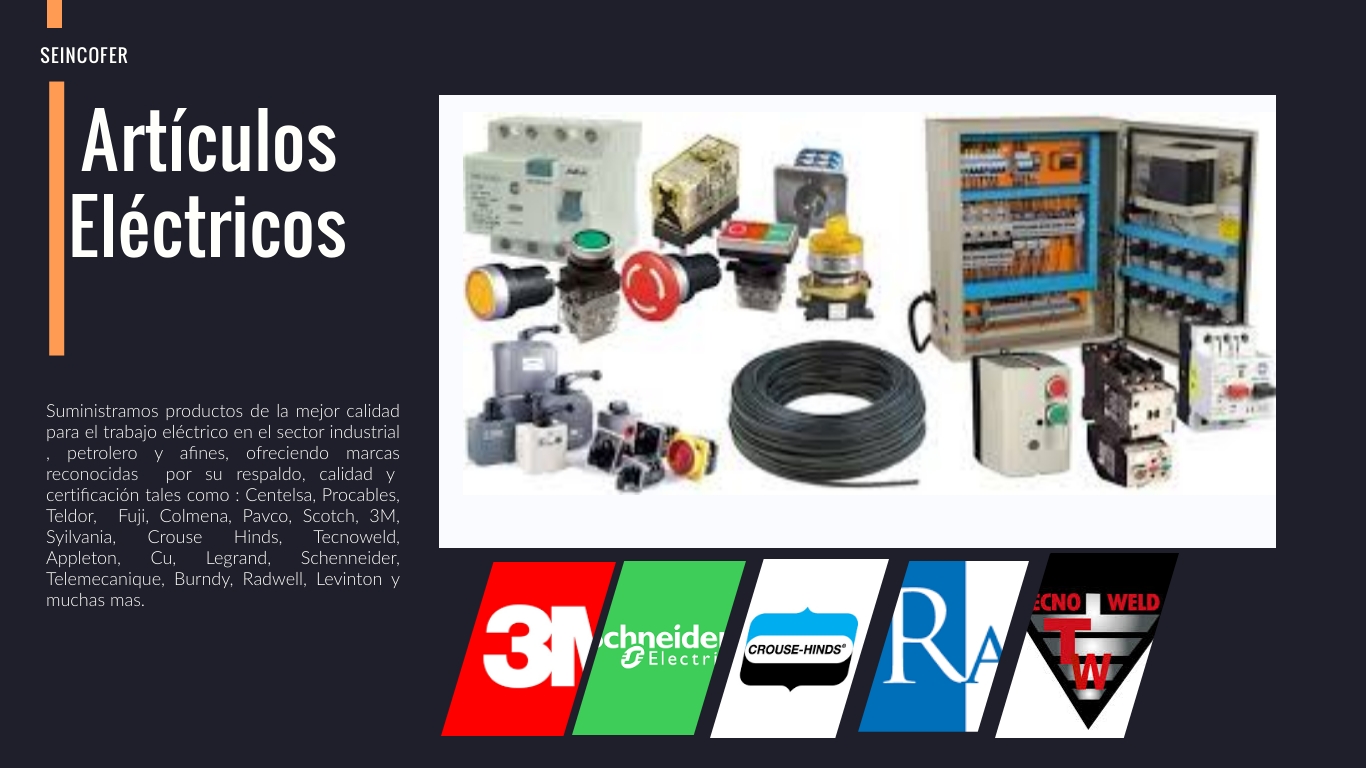 SEINCOFER
Artículos
Eléctricos
Suministramos productos de la mejor calidad
para el trabajo eléctrico en el sector industrial
, petrolero y afines, ofreciendo marcas
reconocidas por su respaldo, calidad y
certificación tales como : Centelsa, Procables,
Teldor, Fuji, Colmena, Pavco, Scotch, 3M,
Syilvania, Crouse Hinds, Tecnoweld,
Appleton, Cu, Legrand, Schenneider,
Telemecanique, Burndy, Radwell, Levinton y
muchas mas.
3M
chneider
Electri
CROUSE-HINDS®
RA
ECNO WELD
TW